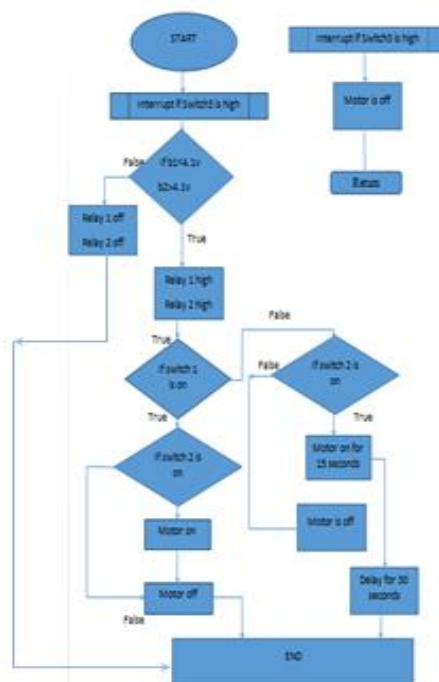 START
Interrupt if Switch3 is high
Interrupt if Switch3 is high
Motor is off
Return
False
If b1>4.1v
b2>4.1v
True
Relay 1 off
Relay 2 off
Relay 1 high
Relay 2 high
True
If switch 1
is on
False
False
If switch 2 is
on
True
True
If switch 2 is
on
Motor on for
15 seconds
Motor on
Motor is off
Motor off
False
Delay for 30
seconds
END